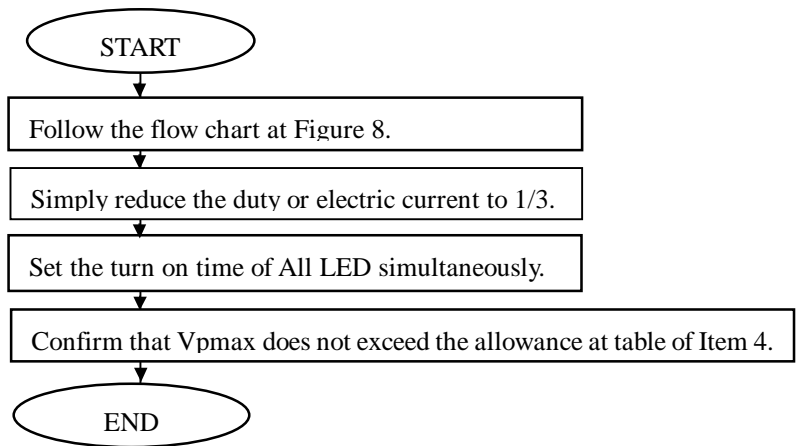 START
Follow the flow chart at Figure 8.
Simply reduce the duty or electric current to 1/3.
Set the turn on time of All LED simultaneously.
Confirm that Vpmax does not exceed the allowance at table of Item 4.
END